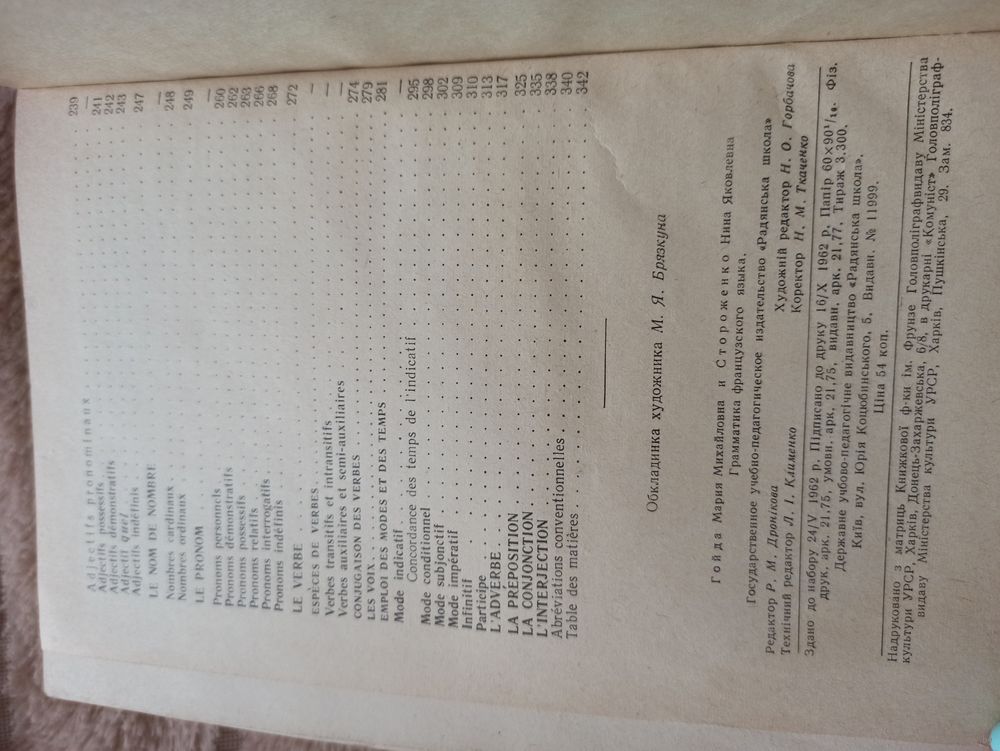 Adjectifs pronominaux . . . . . . . . . . 239
Adjectifs possessifs . . . . . . . . . . —
Adjectifs démonstratifs . . . . . . . . . . 241
Adjectif quel . . . . . . . . . . 242
Adjectifs indéfinis . . . . . . . . . . 243
LE NOM DE NOMBRE . . . . . . . . . . 247
Nombres cardinaux . . . . . . . . . . —
Nombres ordinaux . . . . . . . . . . 248
LE PRONOM . . . . . . . . . . 249
Pronoms personnels . . . . . . . . . . —
Pronoms démonstratifs . . . . . . . . . . 260
Pronoms possessifs . . . . . . . . . . 262
Pronoms relatifs . . . . . . . . . . 263
Pronoms interrogatifs . . . . . . . . . . 266
Pronoms indéfinis . . . . . . . . . . 268
LE VERBE . . . . . . . . . . 272
ESPÈCES DE VERBES . . . . . . . . . . —
Verbes transitifs et intransitifs . . . . . . . . . . —
Verbes auxiliaires et semi-auxiliaires . . . . . . . . . . —
CONJUGAISON DES VERBES . . . . . . . . . . 274
LES VOIX . . . . . . . . . . 279
EMPLOI DES MODES ET DES TEMPS . . . . . . . . . . 281
Mode indicatif . . . . . . . . . . —
Concordance des temps de l'indicatif . . . . . . . . . . 295
Mode conditionnel . . . . . . . . . . 298
Mode subjonctif . . . . . . . . . . 302
Mode impératif . . . . . . . . . . 309
Infinitif . . . . . . . . . . 310
Participe . . . . . . . . . . 313
L'ADVERBE . . . . . . . . . . 317
LA PRÉPOSITION . . . . . . . . . . 325
LA CONJONCTION . . . . . . . . . . 335
L'INTERJECTION . . . . . . . . . . 338
Abréviations conventionnelles . . . . . . . . . . 340
Table des matières . . . . . . . . . . 342
Обкладинка художника М. Я. Брязкуна
Гойда Мария Михайловна и Стороженко Нина Яковлевна
Грамматика французского языка.
Государственное учебно-педагогическое издательство «Радянська школа»
Редактор Р. М. Дронікова Художній редактор Н. О. Горбачова
Технічний редактор Л. І. Клименко Коректор Н. М. Ткаченко
Здано до набору 24/V 1962 р. Підписано до друку 16/X 1962 р. Папір 60×90¹/₁₆. Фіз.
друк. арк. 21,75, умовн. арк. 21,75, видавн. арк. 21,77. Тираж 3.300.
Державне учбово-педагогічне видавництво «Радянська школа».
Київ, вул. Юрія Коцюбинського, 5. Видавн. № 11999.
Ціна 54 коп.
Надруковано з матриць Книжкової ф-ки ім. Фрунзе Головполіграфвидаву Міністерства
культури УРСР, Харків, Донець-Захаржевська, 6/8, в друкарні «Комуніст» Головполіграф-
видаву Міністерства культури УРСР, Харків, Пушкінська, 29. Зам. 834.